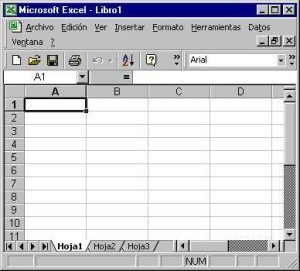 Microsoft Excel - Libro1
Archivo Edición Ver Insertar Formato Herramientas Datos
Ventana ?
Arial
A1 =
A B C D
1
2
3
4
5
6
7
8
9
10
11
Hoja1 Hoja2 Hoja3
NUM